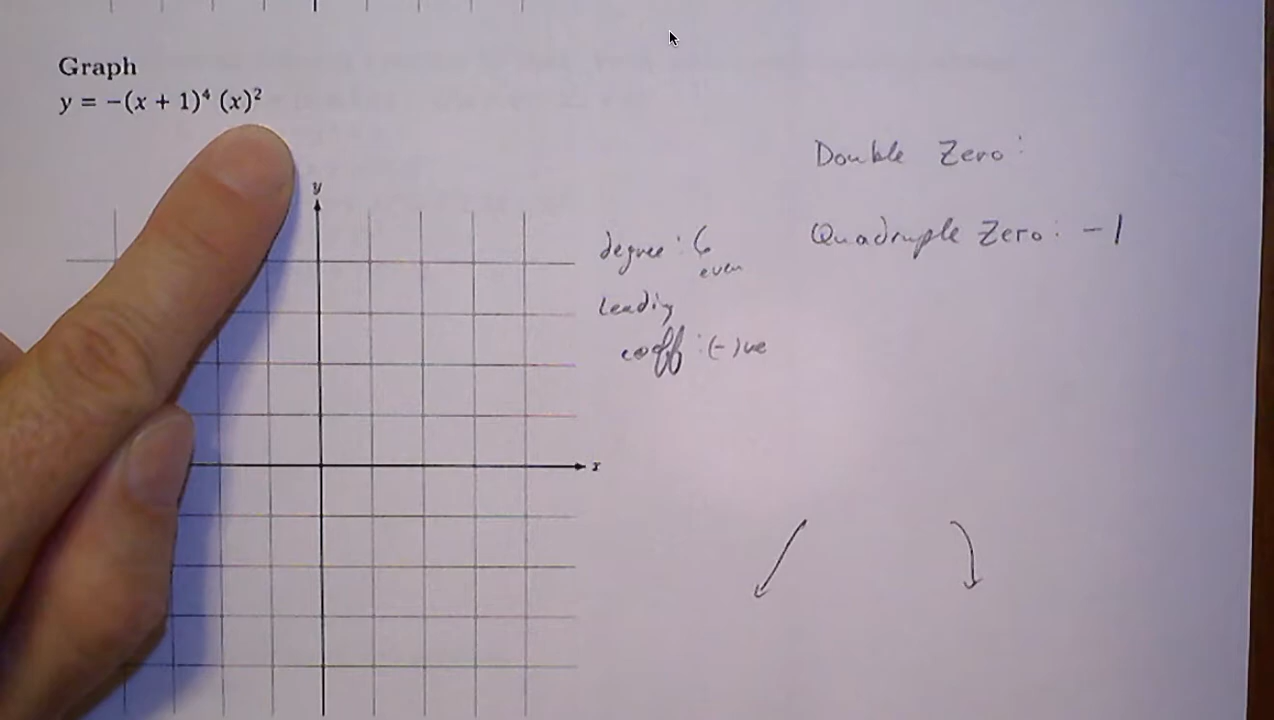 Graph
y = −(x + 1)⁴ (x)²
Double Zero:
Quadruple Zero: -1
degree: 6
even
leading
coeff: (-)ve
y
x